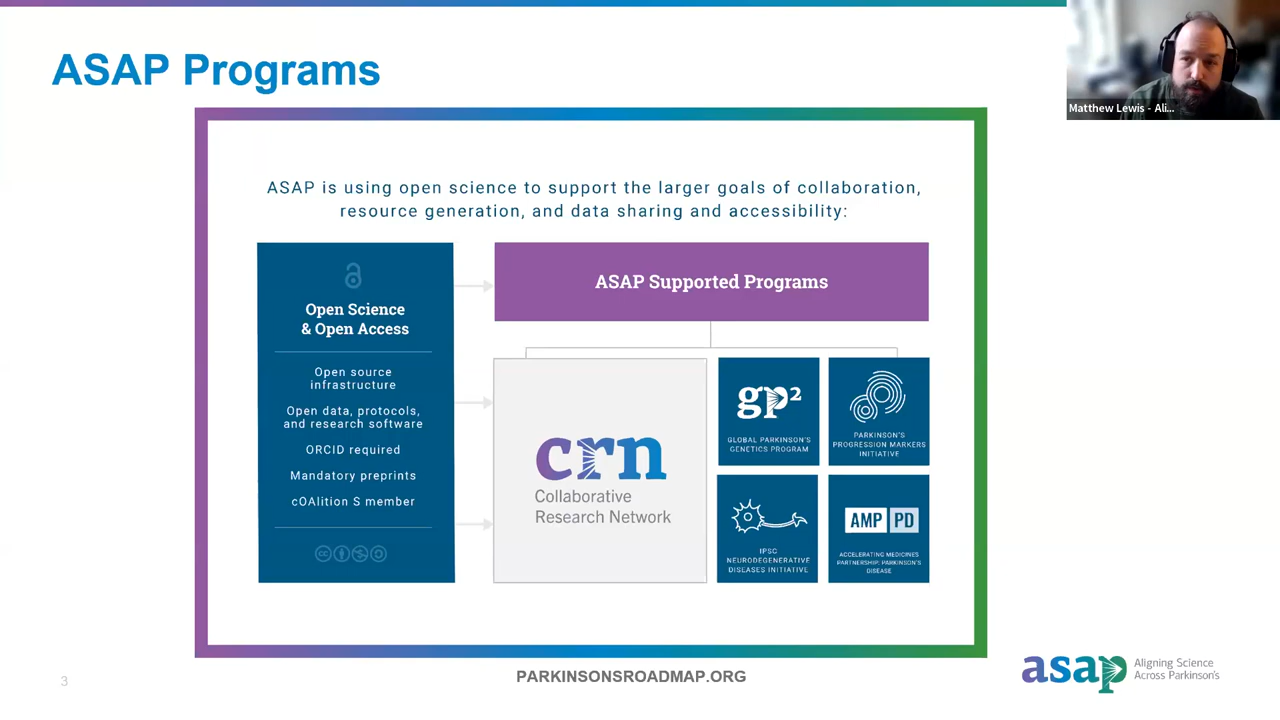 ASAP Programs
Matthew Lewis - Ali...
ASAP is using open science to support the larger goals of collaboration,
resource generation, and data sharing and accessibility:
Open Science
& Open Access
Open source
infrastructure
Open data, protocols,
and research software
ORCID required
Mandatory preprints
cOAlition S member
cc
ASAP Supported Programs
crn
Collaborative
Research Network
gp2
GLOBAL PARKINSON'S
GENETICS PROGRAM
PARKINSON'S
PROGRESSION MARKERS
INITIATIVE
IPSC
NEURODEGENERATIVE
DISEASES INITIATIVE
AMP PD
ACCELERATING MEDICINES
PARTNERSHIP: PARKINSON'S
DISEASE
3
PARKINSONSROADMAP.ORG
asap
Aligning Science
Across Parkinson's